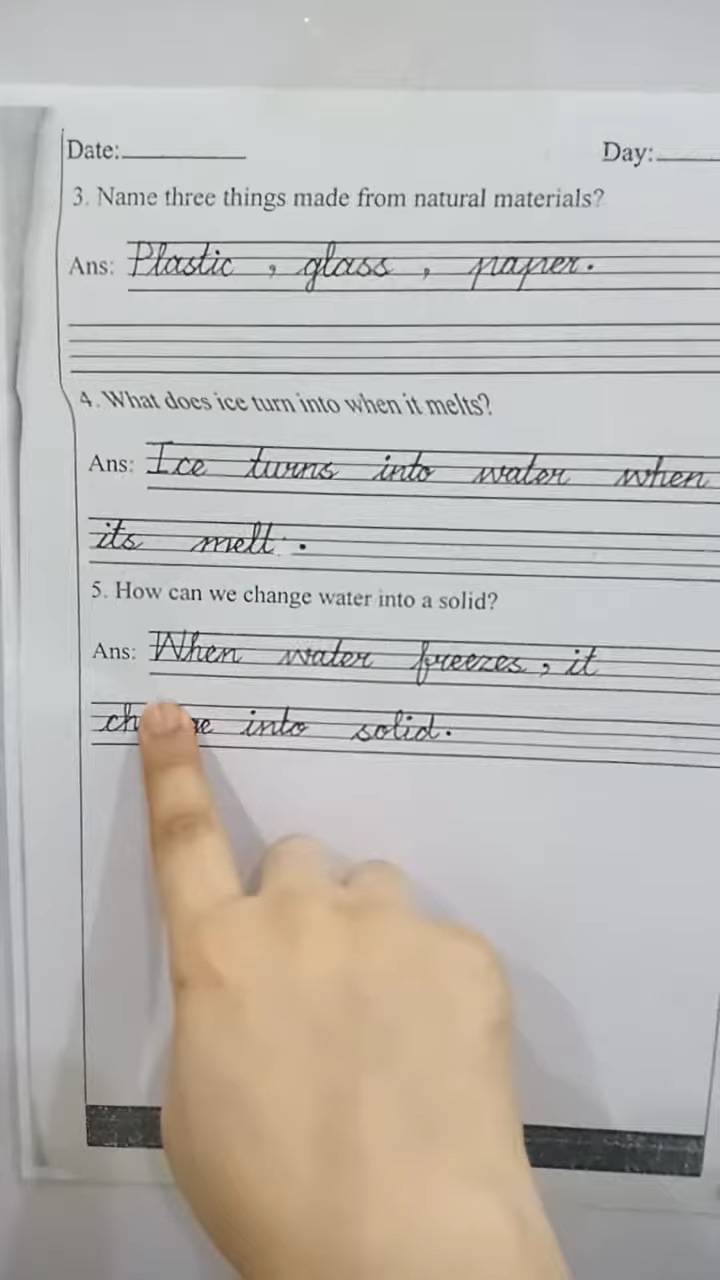 Date:__________ Day:_____
3. Name three things made from natural materials?
Ans: Plastic , glass , paper.
4. What does ice turn into when it melts?
Ans: Ice turns into water when
its melt .
5. How can we change water into a solid?
Ans: When water freezes, it
into solid.